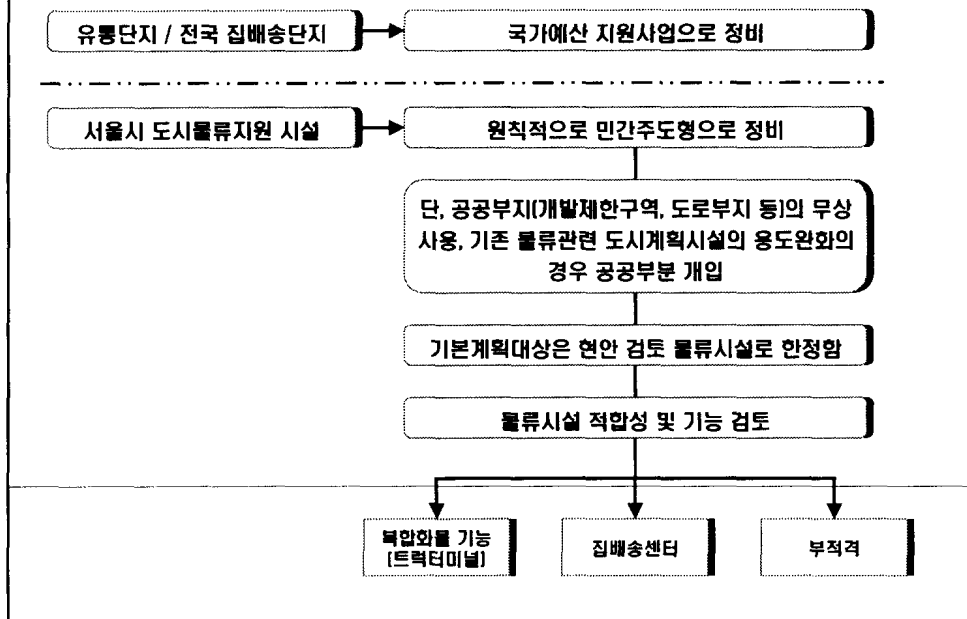 유통단지 / 전국 집배송단지
국가예산 지원사업으로 정비
서울시 도시물류지원 시설
원칙적으로 민간주도형으로 정비
단, 공공부지(개발제한구역, 도로부지 등)의 무상
사용, 기존 물류관련 도시계획시설의 용도완화의
경우 공공부분 개입
기본계획대상은 현안 검토 물류시설로 한정함
물류시설 적합성 및 기능 검토
복합화물 기능
(트럭터미널)
집배송센터
부적격